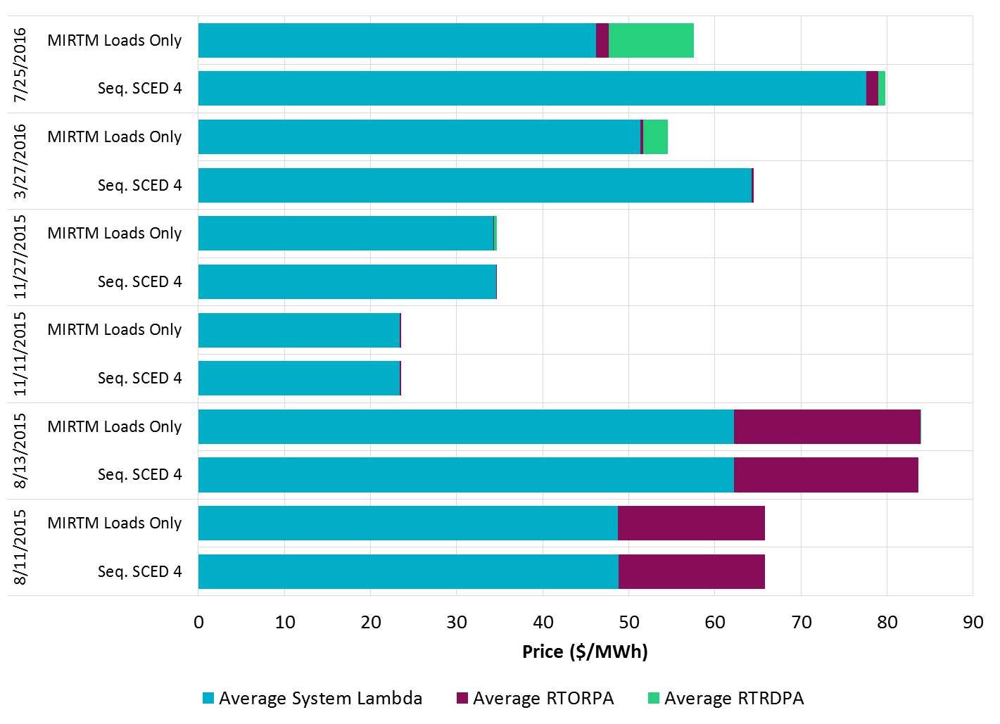 7/25/2016
MIRTM Loads Only
Seq. SCED 4
3/27/2016
MIRTM Loads Only
Seq. SCED 4
11/27/2015
MIRTM Loads Only
Seq. SCED 4
11/11/2015
MIRTM Loads Only
Seq. SCED 4
8/13/2015
MIRTM Loads Only
Seq. SCED 4
8/11/2015
MIRTM Loads Only
Seq. SCED 4
0 10 20 30 40 50 60 70 80 90
Price ($/MWh)
Average System Lambda Average RTORPA Average RTRDPA